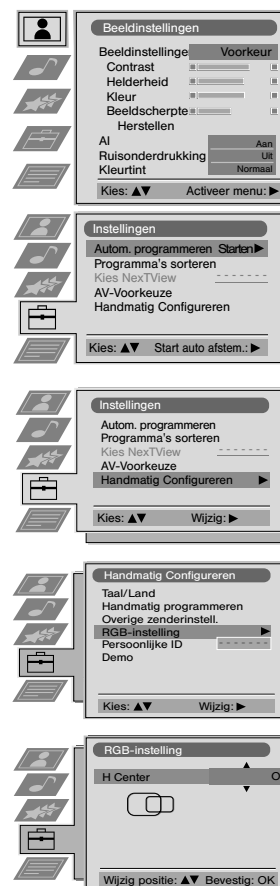 Beeldinstellingen
Beeldinstellinge Voorkeur
Contrast
Helderheid
Kleur
Beeldscherpte
Herstellen
AI Aan
Ruisonderdrukking Uit
Kleurtint Normaal
Kies: ▲▼ Activeer menu: ▶
Instellingen
Autom. programmeren Starten▶
Programma's sorteren
Kies NexTView - - - - - - -
AV-Voorkeuze
Handmatig Configureren
Kies: ▲▼ Start auto afstem.: ▶
Instellingen
Autom. programmeren
Programma's sorteren
Kies NexTView - - - - - - -
AV-Voorkeuze
Handmatig Configureren ▶
Kies: ▲▼ Wijzig: ▶
Handmatig Configureren
Taal/Land
Handmatig programmeren
Overige zenderinstell.
RGB-instelling ▶
Persoonlijke ID - - - - - - -
Demo
Kies: ▲▼ Wijzig: ▶
RGB-instelling
H Center O
Wijzig positie: ▲▼ Bevestig: OK